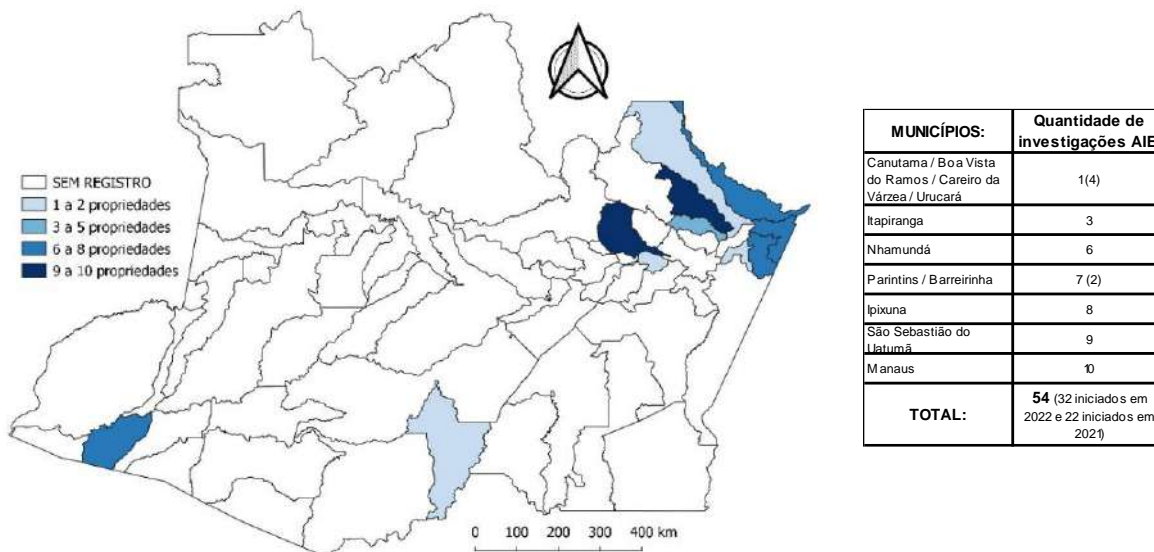 SEM REGISTRO
1 a 2 propriedades
3 a 5 propriedades
6 a 8 propriedades
9 a 10 propriedades
0 100 200 300 400 km
MUNICÍPIOS:
Quantidade de
investigações AIE
Canutama / Boa Vista
do Ramos / Careiro da
Várzea / Urucará
1(4)
Itapiranga
3
Nhamundá
6
Parintins / Barreirinha
7 (2)
Ipixuna
8
São Sebastião do
Uatumã
9
Manaus
10
TOTAL:
54 (32 iniciados em
2022 e 22 iniciados em
2021)